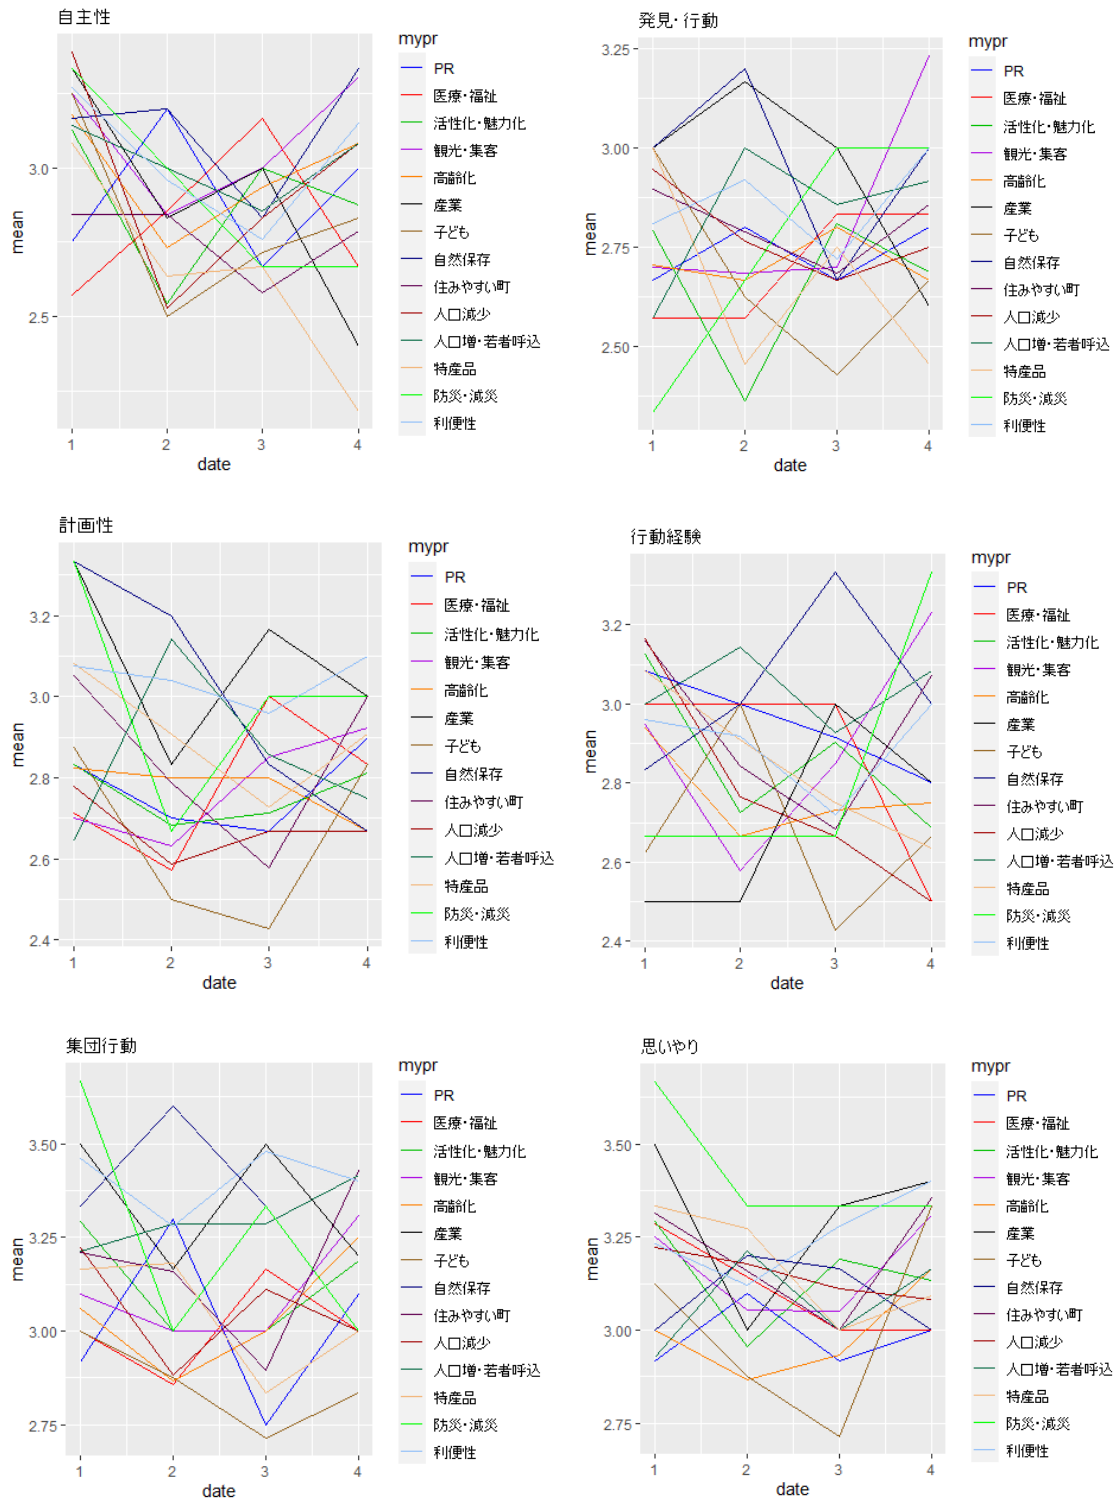 自主性
mypr
PR
医療・福祉
活性化・魅力化
観光・集客
高齢化
産業
子ども
自然保存
住みやすい町
人口減少
人口増・若者呼込
特産品
防災・減災
利便性
mean
3.0
2.5
1 2 3 4
date
発見・行動
mypr
PR
医療・福祉
活性化・魅力化
観光・集客
高齢化
産業
子ども
自然保存
住みやすい町
人口減少
人口増・若者呼込
特産品
防災・減災
利便性
mean
3.25
3.00
2.75
2.50
1 2 3 4
date
計画性
mypr
PR
医療・福祉
活性化・魅力化
観光・集客
高齢化
産業
子ども
自然保存
住みやすい町
人口減少
人口増・若者呼込
特産品
防災・減災
利便性
mean
3.2
3.0
2.8
2.6
2.4
1 2 3 4
date
行動経験
mypr
PR
医療・福祉
活性化・魅力化
観光・集客
高齢化
産業
子ども
自然保存
住みやすい町
人口減少
人口増・若者呼込
特産品
防災・減災
利便性
mean
3.2
3.0
2.8
2.6
2.4
1 2 3 4
date
集団行動
mypr
PR
医療・福祉
活性化・魅力化
観光・集客
高齢化
産業
子ども
自然保存
住みやすい町
人口減少
人口増・若者呼込
特産品
防災・減災
利便性
mean
3.50
3.25
3.00
2.75
1 2 3 4
date
思いやり
mypr
PR
医療・福祉
活性化・魅力化
観光・集客
高齢化
産業
子ども
自然保存
住みやすい町
人口減少
人口増・若者呼込
特産品
防災・減災
利便性
mean
3.50
3.25
3.00
2.75
1 2 3 4
date